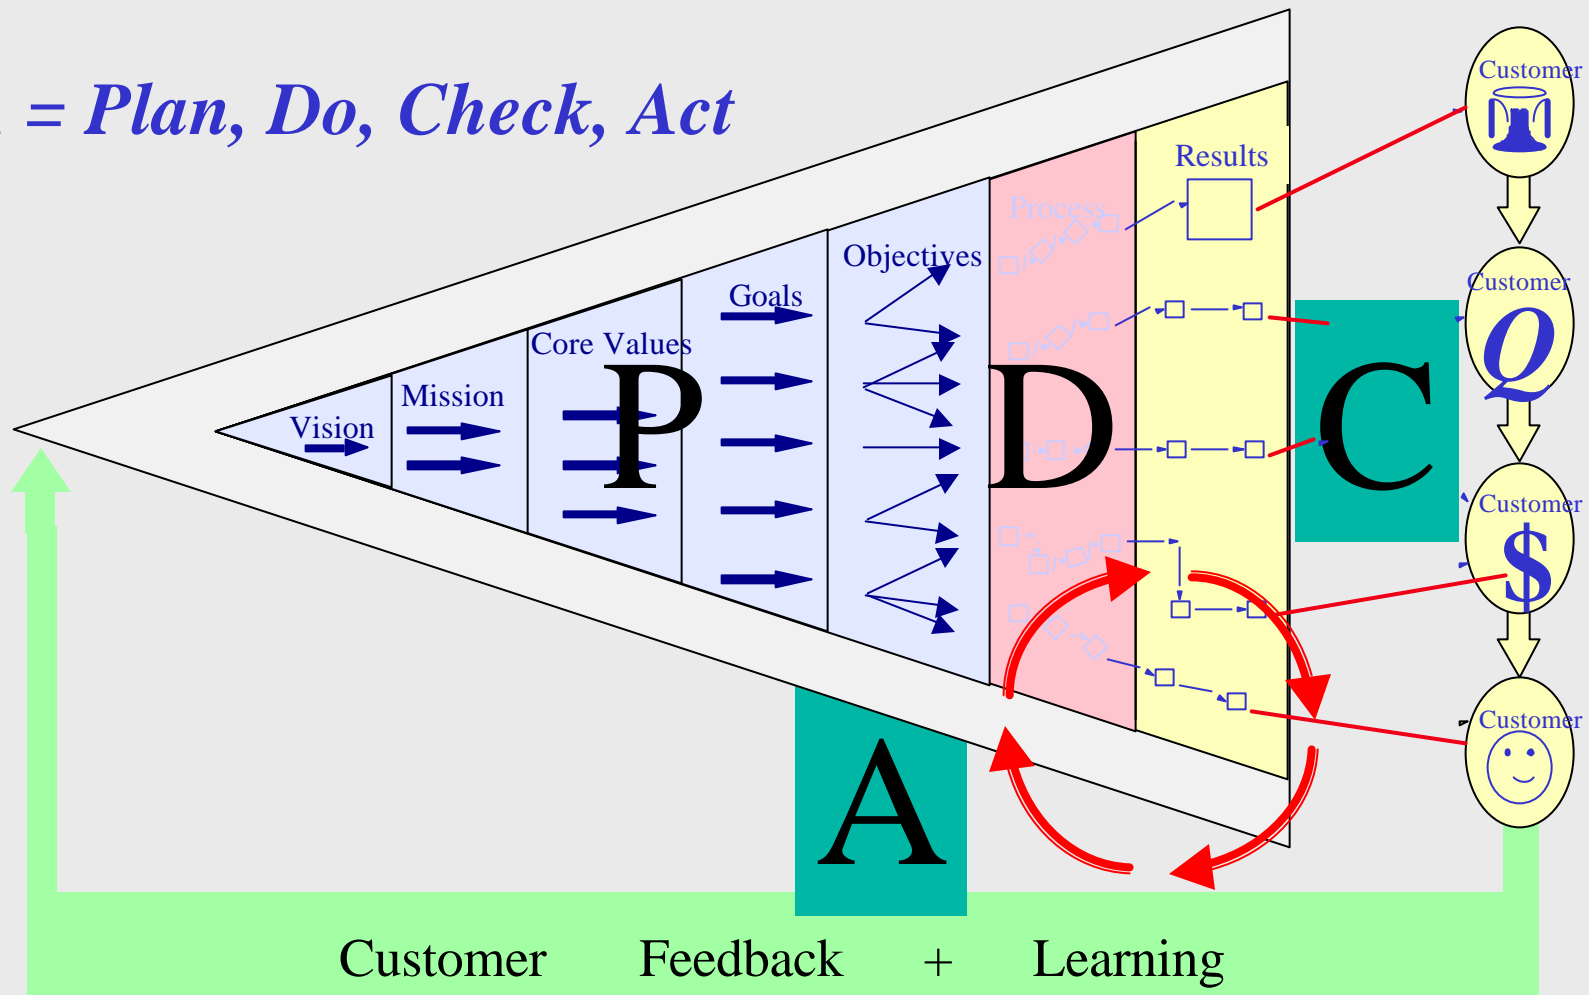 = Plan, Do, Check, Act
Customer
Results
Process
Objectives
Customer
Goals
Core Values
Q
Mission
P
D
C
Vision
Customer
$
Customer
A
Customer Feedback + Learning